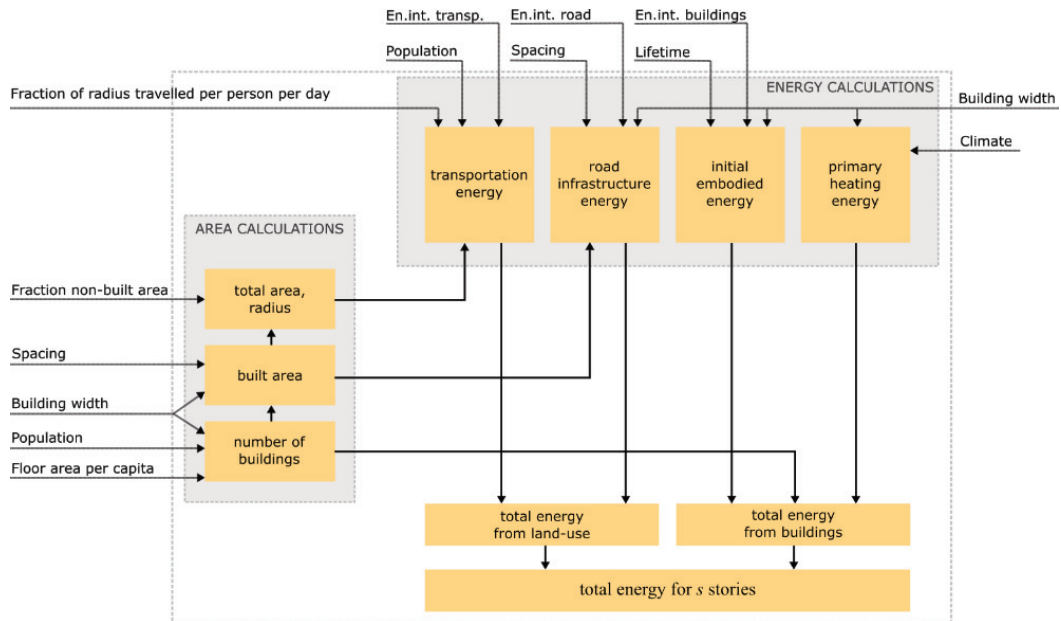 En.int. transp.
En.int. road
En.int. buildings
Population
Spacing
Lifetime
Fraction of radius travelled per person per day
ENERGY CALCULATIONS
Building width
Climate
transportation
energy
road
infrastructure
energy
initial
embodied
energy
primary
heating
energy
AREA CALCULATIONS
Fraction non-built area
total area,
radius
Spacing
built area
Building width
Population
number of
buildings
Floor area per capita
total energy
from land-use
total energy
from buildings
total energy for s stories